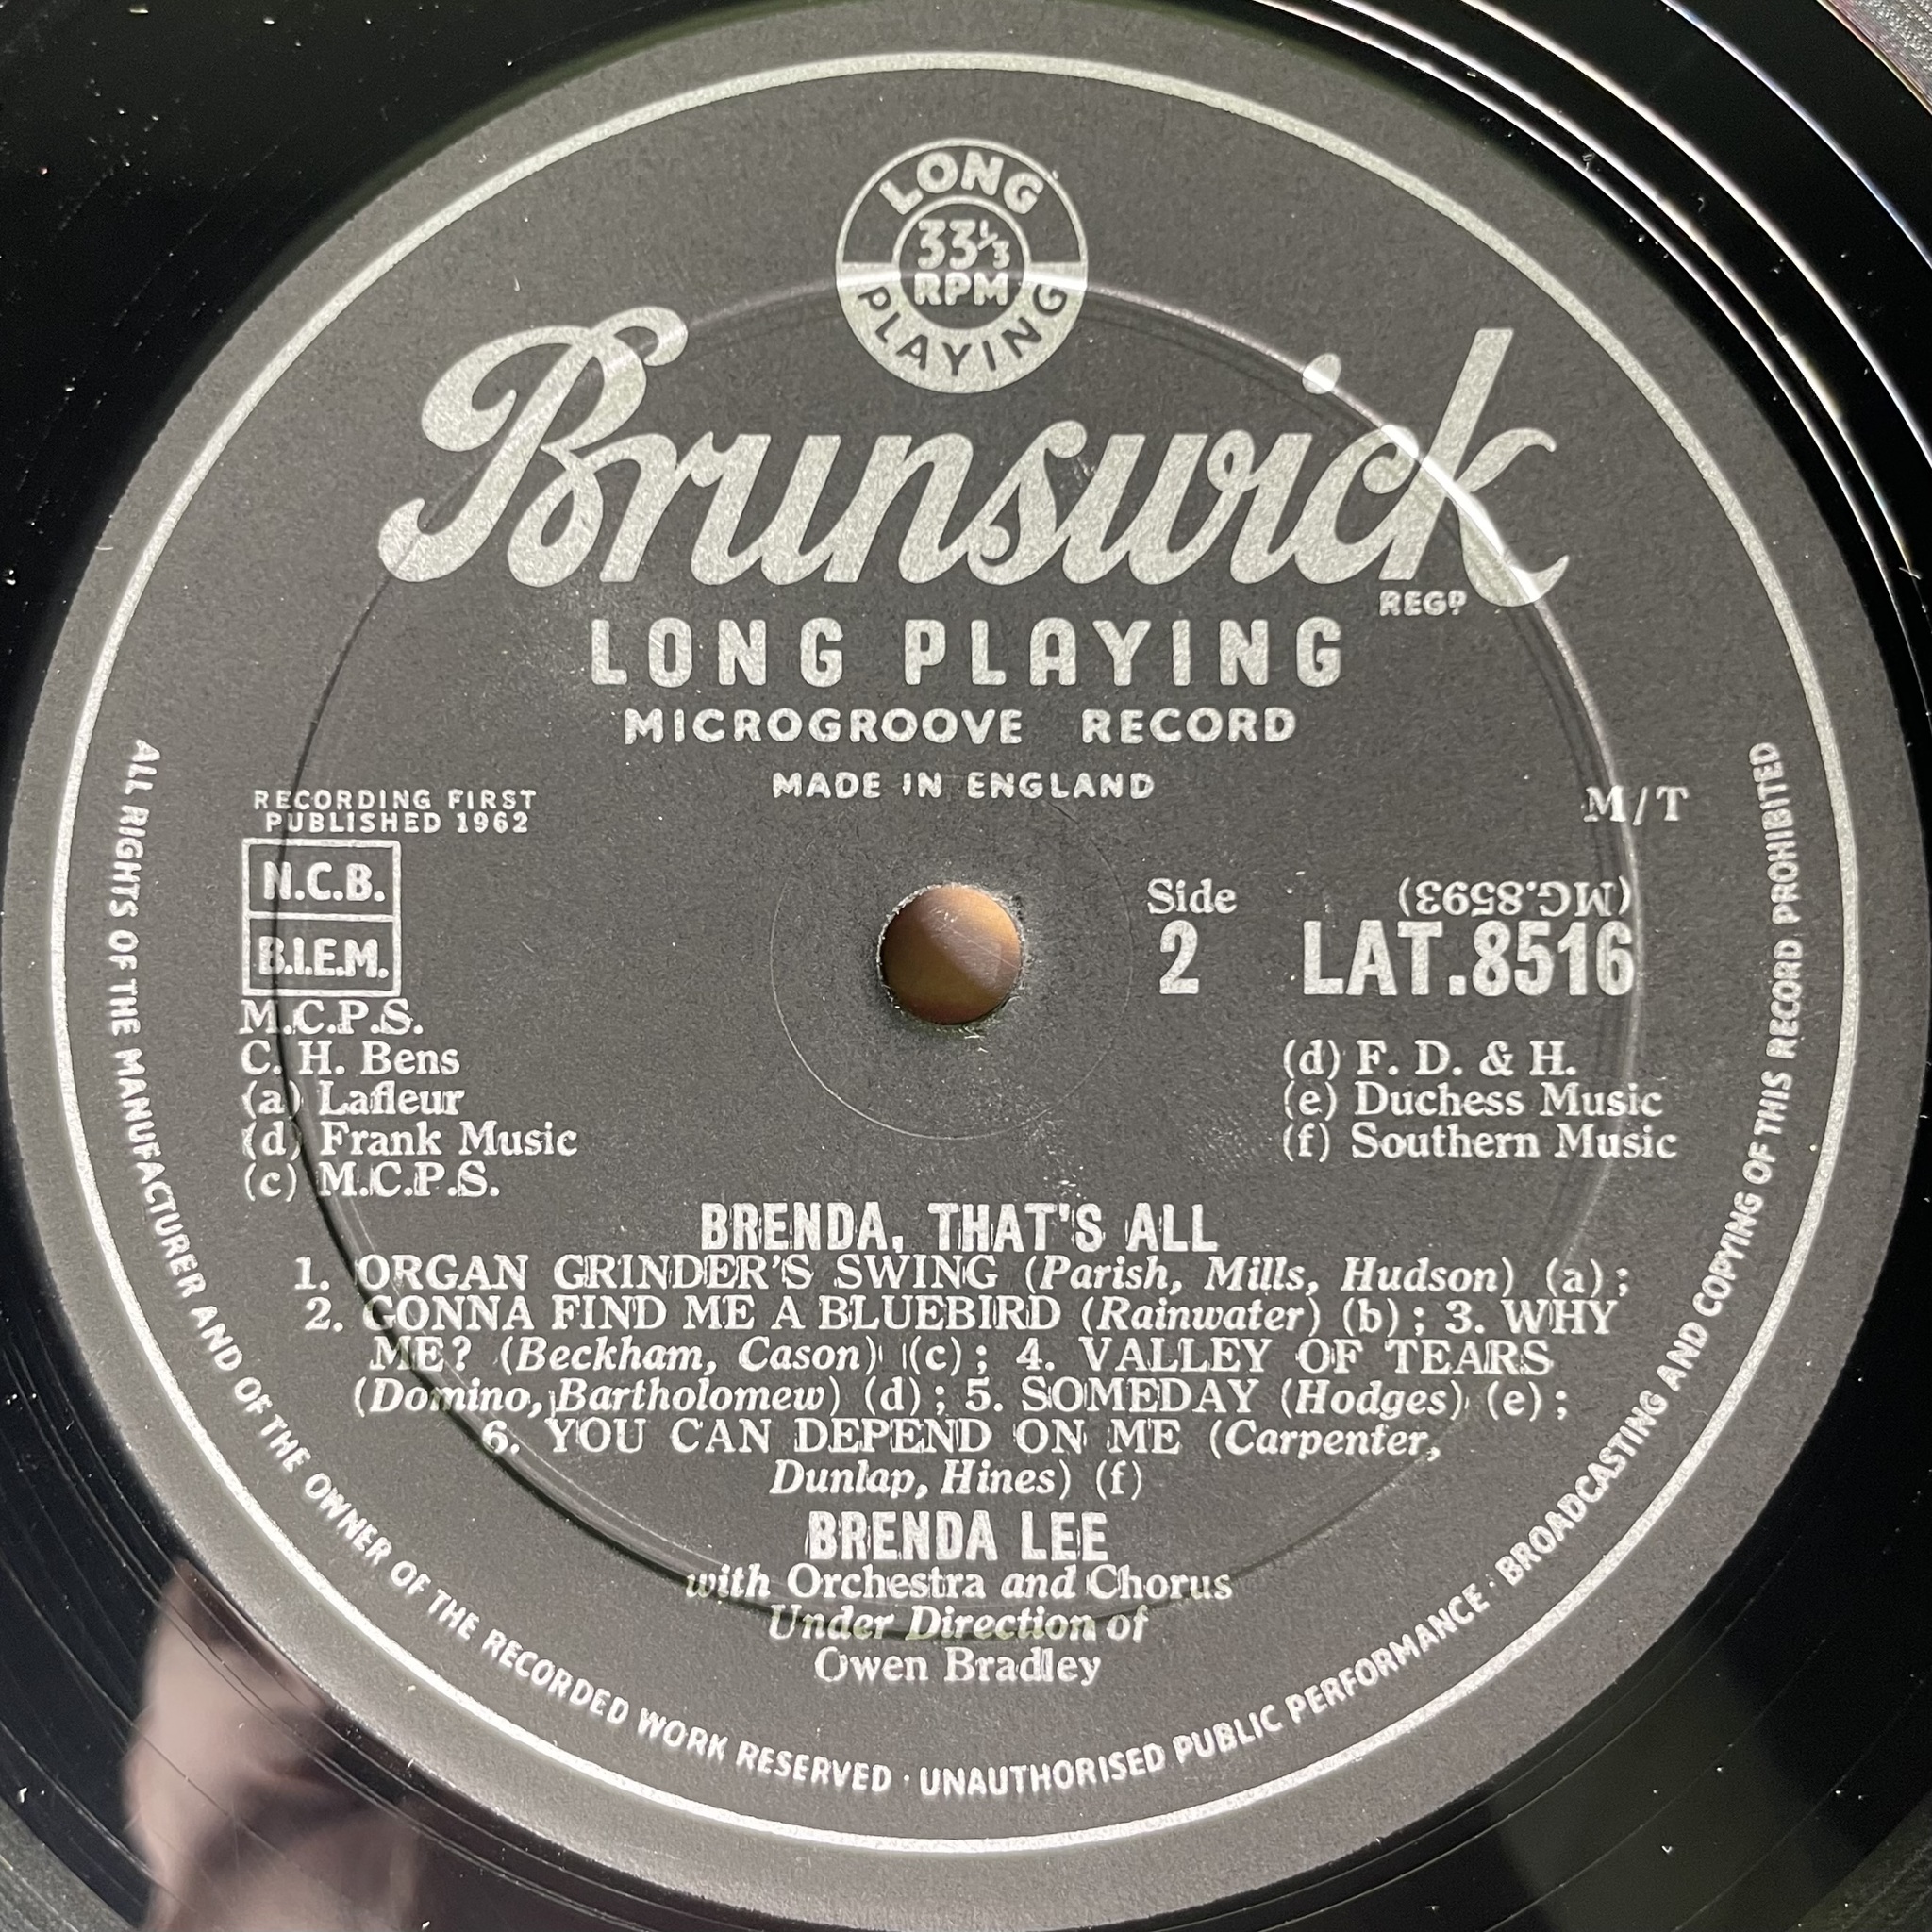 LONG
33⅓
RPM
PLAYING
Brunswick
REGD
LONG PLAYING
MICROGROOVE RECORD
MADE IN ENGLAND
RECORDING FIRST
PUBLISHED 1962
M/T
N.C.B.
B.I.E.M.
M.C.P.S.
C. H. Bens
(a) Lafleur
(d) Frank Music
(c) M.C.P.S.
Side
2
(MG.8593)
LAT.8516
(d) F. D. & H.
(e) Duchess Music
(f) Southern Music
BRENDA, THAT'S ALL
1. ORGAN GRINDER'S SWING (Parish, Mills, Hudson) (a);
2. GONNA FIND ME A BLUEBIRD (Rainwater) (b); 3. WHY
ME? (Beckham, Cason) (c); 4. VALLEY OF TEARS
(Domino, Bartholomew) (d); 5. SOMEDAY (Hodges) (e);
6. YOU CAN DEPEND ON ME (Carpenter,
Dunlap, Hines) (f)
BRENDA LEE
with Orchestra and Chorus
Under Direction of
Owen Bradley
ALL RIGHTS OF THE MANUFACTURER AND OF THE OWNER OF THE RECORDED WORK RESERVED · UNAUTHORISED PUBLIC PERFORMANCE · BROADCASTING AND COPYING OF THIS RECORD PROHIBITED